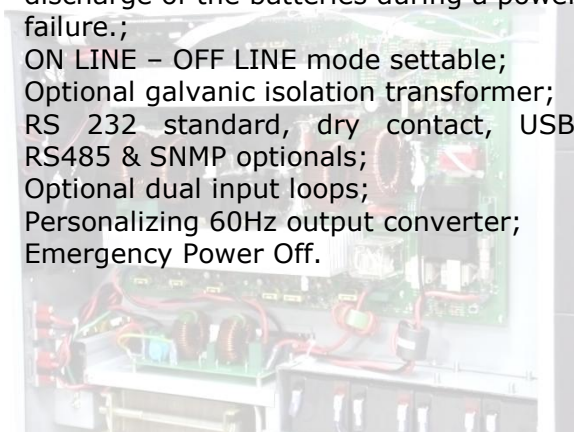 discharge of the batteries during a power
failure.;
ON LINE – OFF LINE mode settable;
Optional galvanic isolation transformer;
RS 232 standard, dry contact, USB
RS485 & SNMP optionals;
Optional dual input loops;
Personalizing 60Hz output converter;
Emergency Power Off.